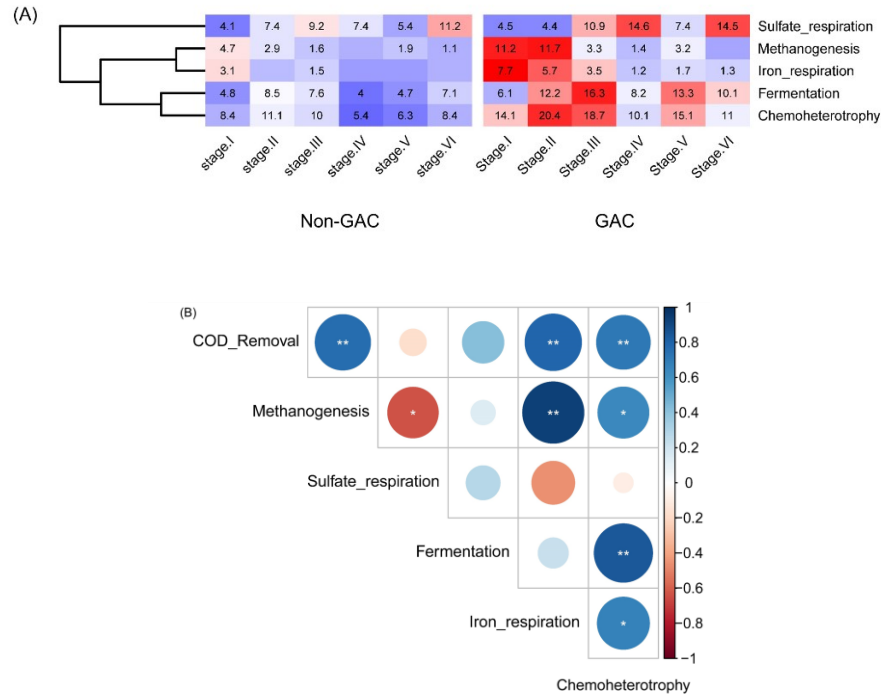 (A)
4.1 7.4 9.2 7.4 5.4 11.2 4.5 4.4 10.9 14.6 7.4 14.5 Sulfate_respiration
4.7 2.9 1.6 1.9 1.1 11.2 11.7 3.3 1.4 3.2 Methanogenesis
3.1 1.5 7.7 5.7 3.5 1.2 1.7 1.3 Iron_respiration
4.8 8.5 7.6 4 4.7 7.1 6.1 12.2 16.3 8.2 13.3 10.1 Fermentation
8.4 11.1 10 5.4 6.3 8.4 14.1 20.4 18.7 10.1 15.1 11 Chemoheterotrophy
stage.I stage.II stage.III stage.IV stage.V stage.VI Stage.I Stage.II Stage.III Stage.IV Stage.V Stage.VI
Non-GAC GAC
(B)
COD_Removal ** ** **
Methanogenesis * ** *
Sulfate_respiration
Fermentation **
Iron_respiration *
Chemoheterotrophy
1
0.8
0.6
0.4
0.2
0
-0.2
-0.4
-0.6
-0.8
-1